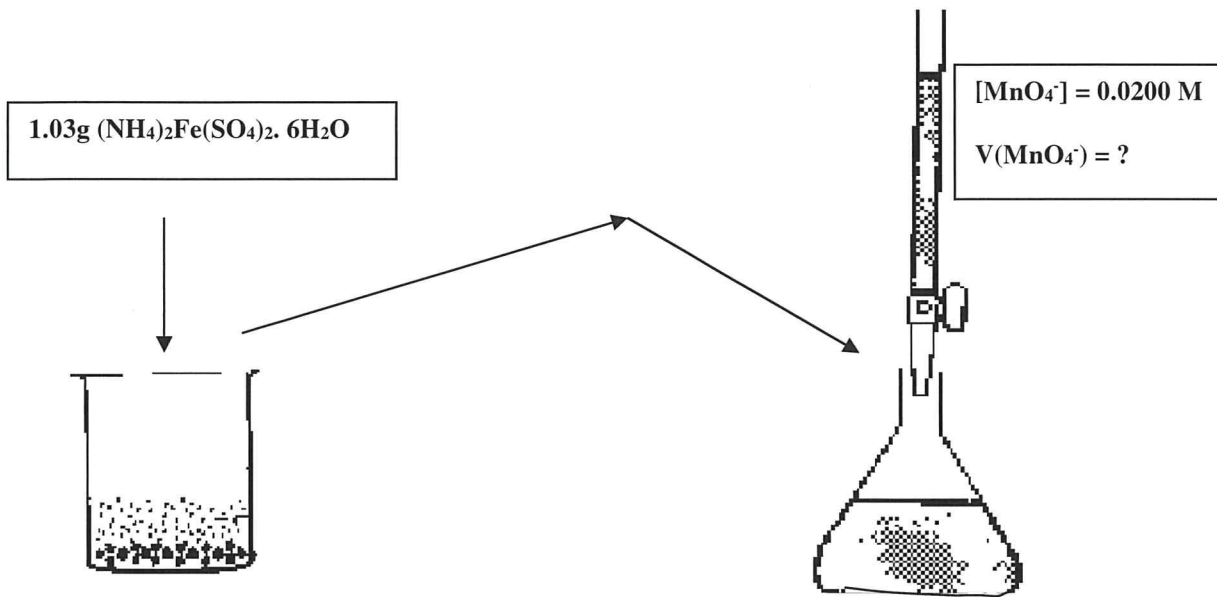 1.03g (NH₄)₂Fe(SO₄)₂. 6H₂O
[MnO₄⁻] = 0.0200 M
V(MnO₄⁻) = ?